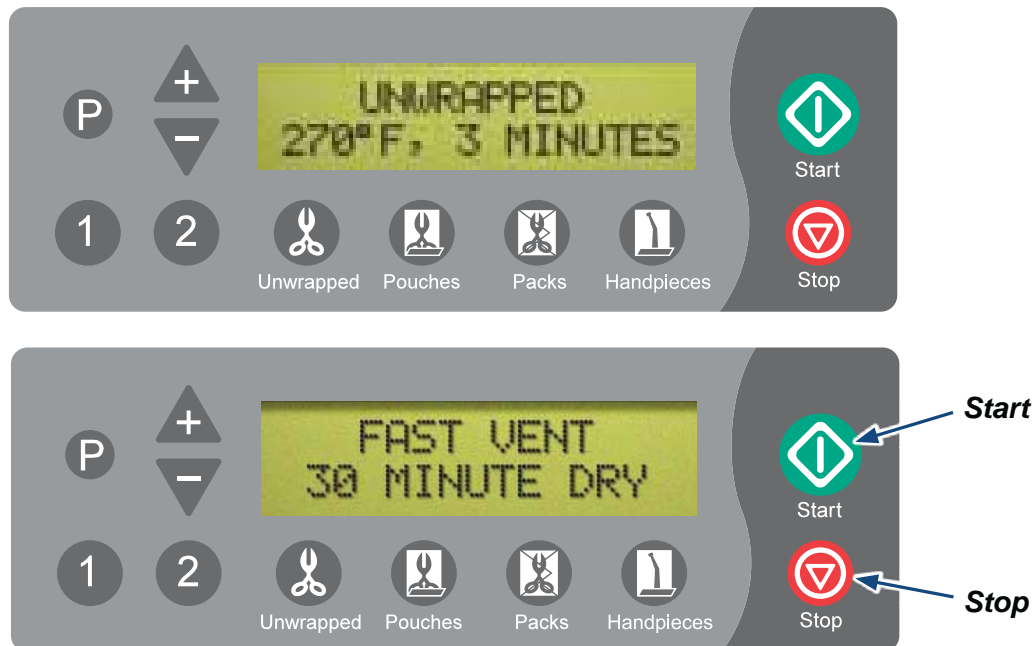 P
+
−
UNWRAPPED
270°F, 3 MINUTES
Start
1
2
Unwrapped Pouches Packs Handpieces
Stop
P
+
−
FAST VENT
30 MINUTE DRY
Start
Start
1
2
Unwrapped Pouches Packs Handpieces
Stop
Stop